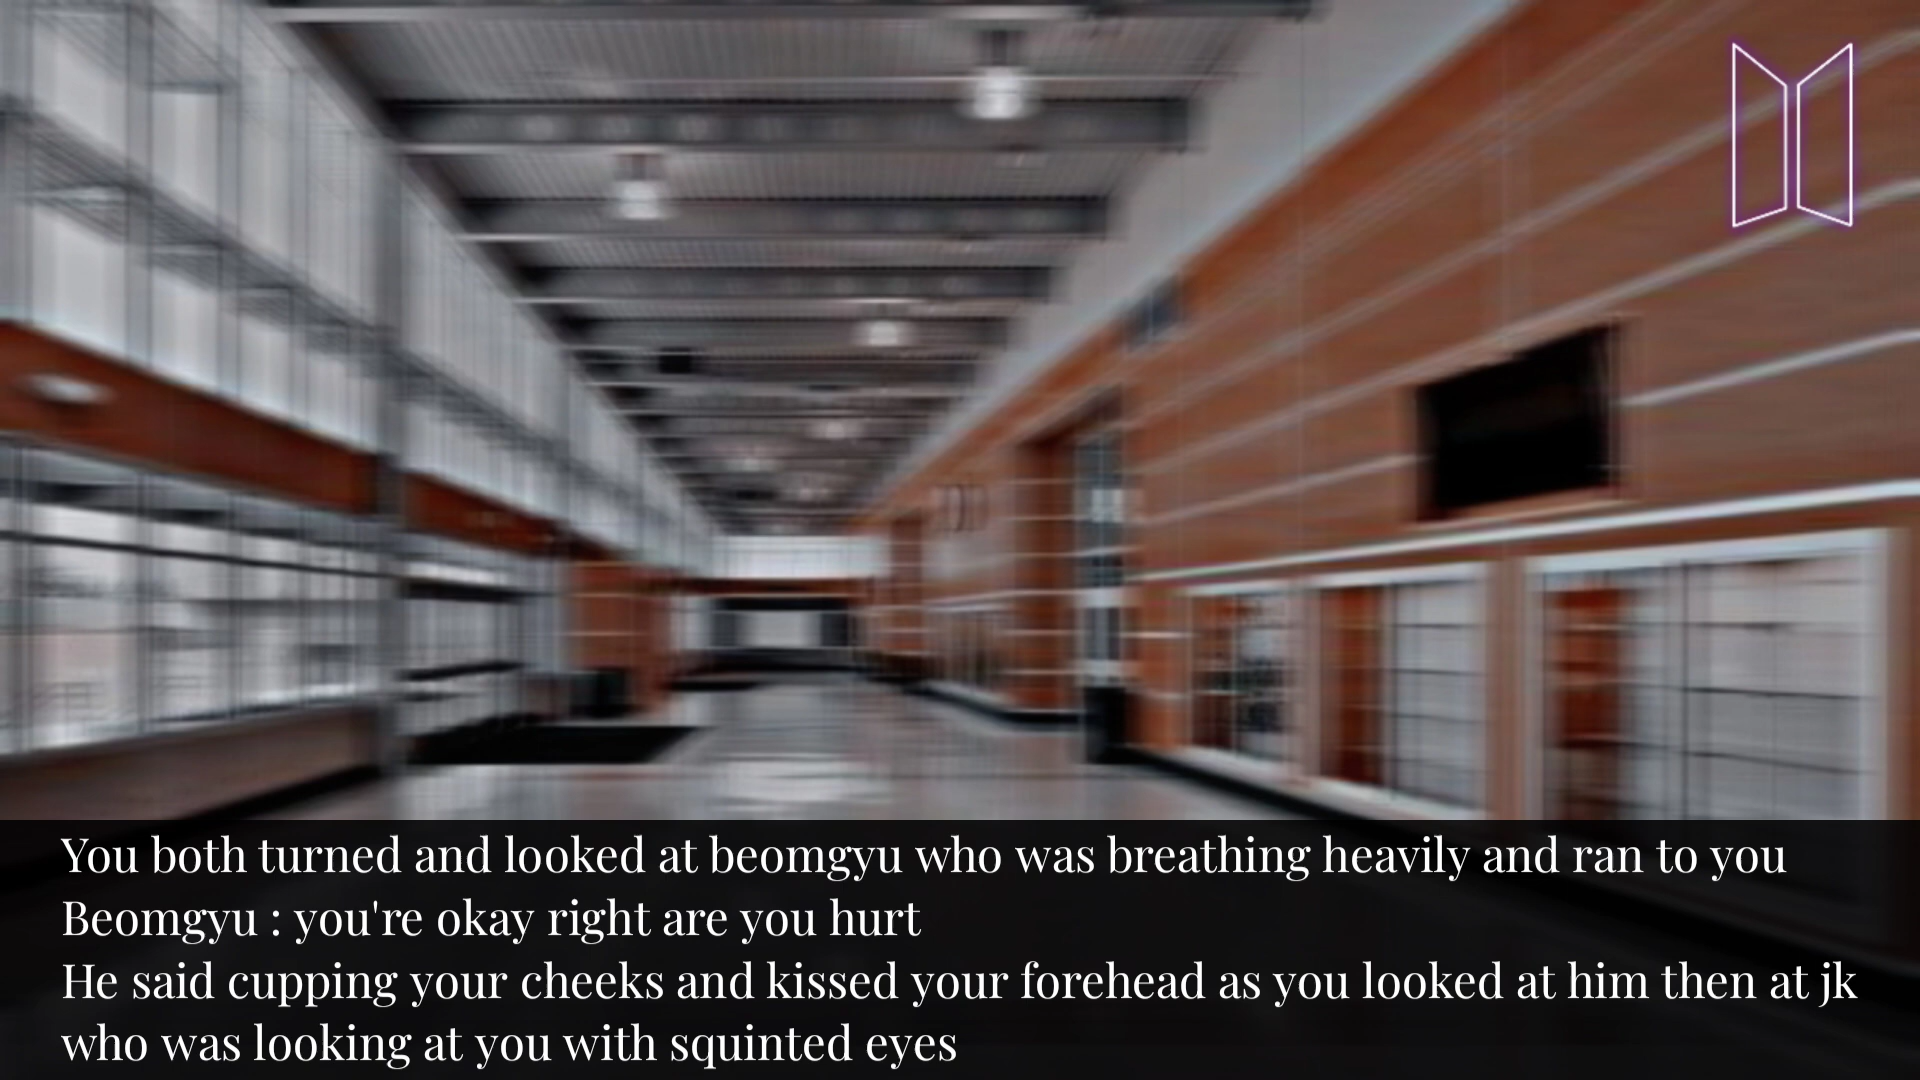 You both turned and looked at beomgyu who was breathing heavily and ran to you
Beomgyu : you're okay right are you hurt
He said cupping your cheeks and kissed your forehead as you looked at him then at jk
who was looking at you with squinted eyes